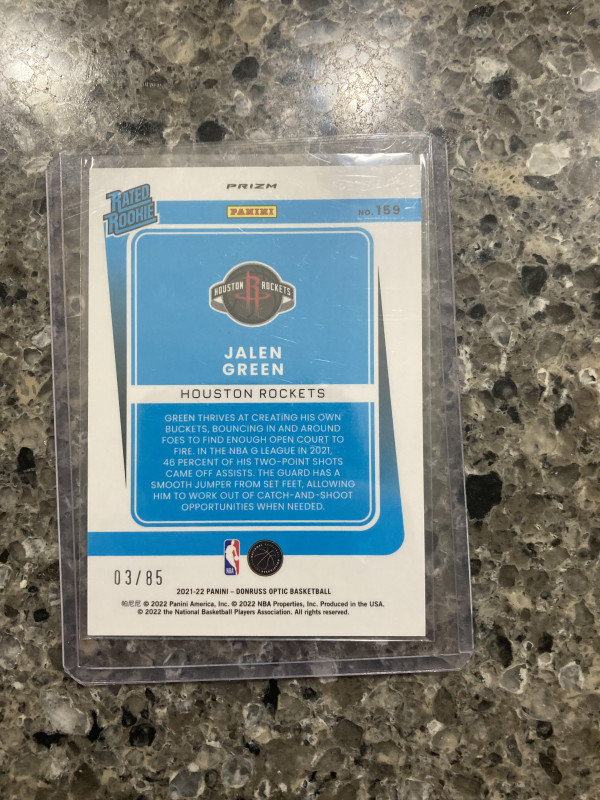 PRIZM
RATED
ROOKIE
PANINI
NO. 159
HOUSTON R ROCKETS
JALEN
GREEN
HOUSTON ROCKETS
GREEN THRIVES AT CREATING HIS OWN
BUCKETS, BOUNCING IN AND AROUND
FOES TO FIND ENOUGH OPEN COURT TO
FIRE. IN THE NBA G LEAGUE IN 2021,
46 PERCENT OF HIS TWO-POINT SHOTS
CAME OFF ASSISTS. THE GUARD HAS A
SMOOTH JUMPER FROM SET FEET, ALLOWING
HIM TO WORK OUT OF CATCH-AND-SHOOT
OPPORTUNITIES WHEN NEEDED.
NBA
03/85
2021-22 PANINI – DONRUSS OPTIC BASKETBALL
帕尼尼 © 2022 Panini America, Inc. © 2022 NBA Properties, Inc. Produced in the USA.
© 2022 the National Basketball Players Association. All rights reserved.